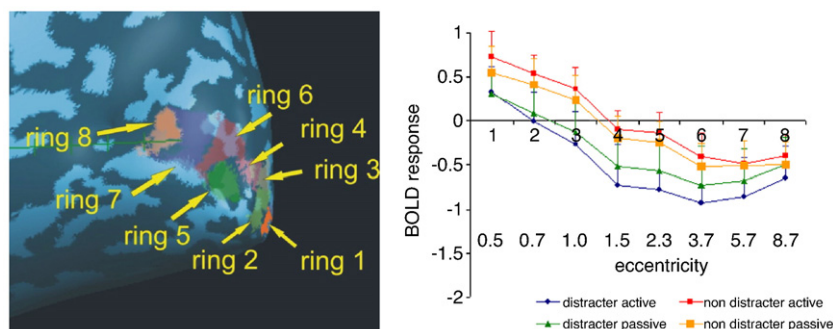 ring 6
ring 8
ring 4
ring 3
ring 7
ring 5
ring 2
ring 1
BOLD response
1
0.5
0
-0.5
-1
-1.5
-2
1 2 3 4 5 6 7 8
0.5 0.7 1.0 1.5 2.3 3.7 5.7 8.7
eccentricity
distracter active non distracter active
distracter passive non distracter passive